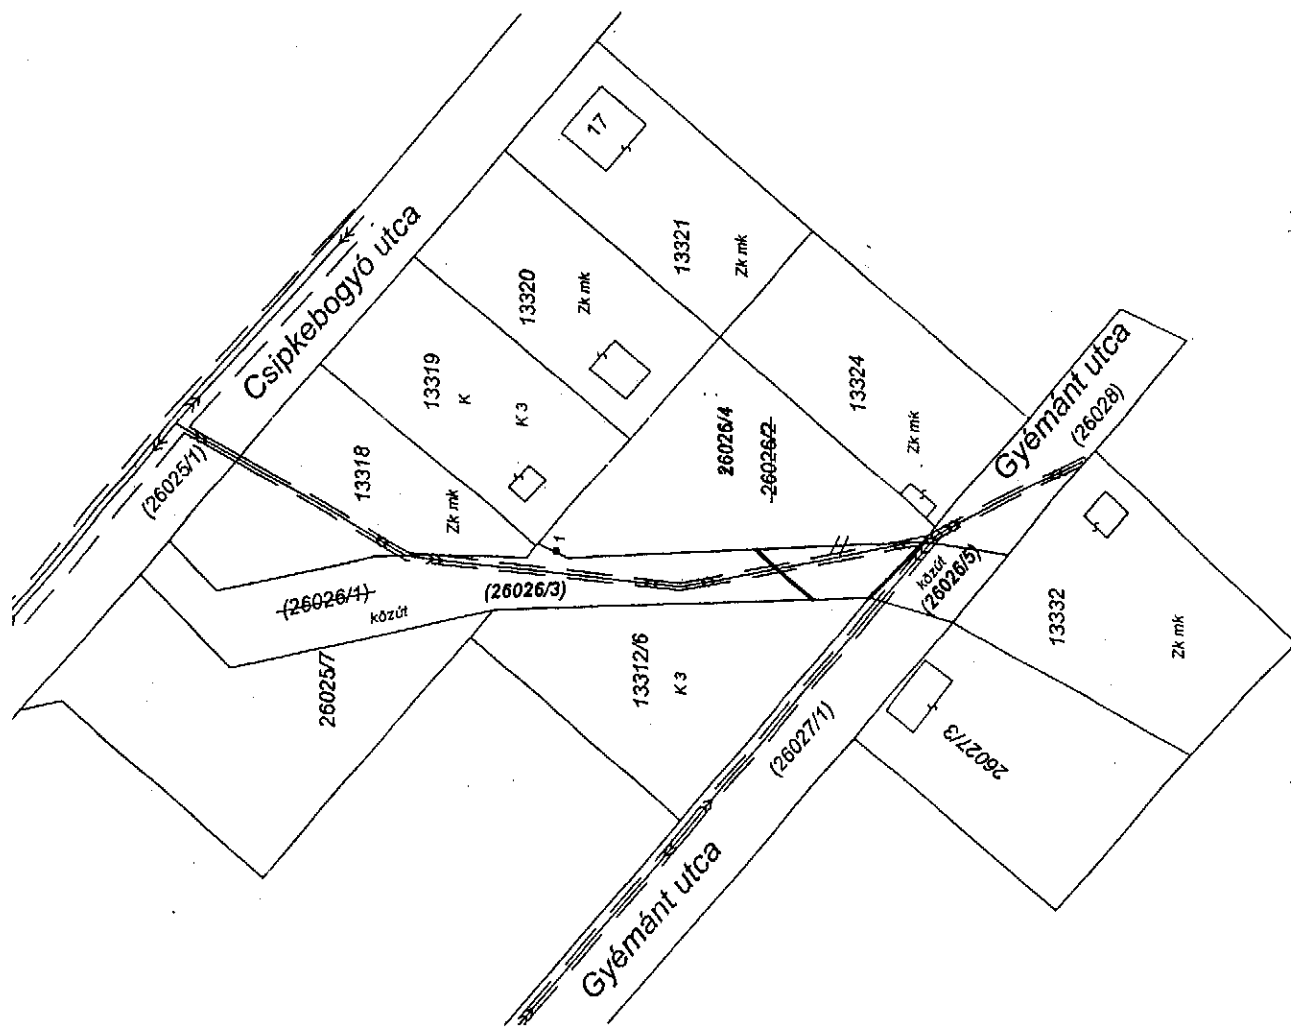 17
Csipkebogyó utca
13321
Zk mk
13320
Zk mk
13319
K
K 3
13318
Zk mk
(26025/1)
13324
Zk mk
26026/4
26026/2
Gyémánt utca
(26028)
1
(26026/1)
közút
(26026/3)
közút
(26026/5)
13332
Zk mk
26025/7
13312/6
K 3
(26027/1)
26027/3
Gyémánt utca